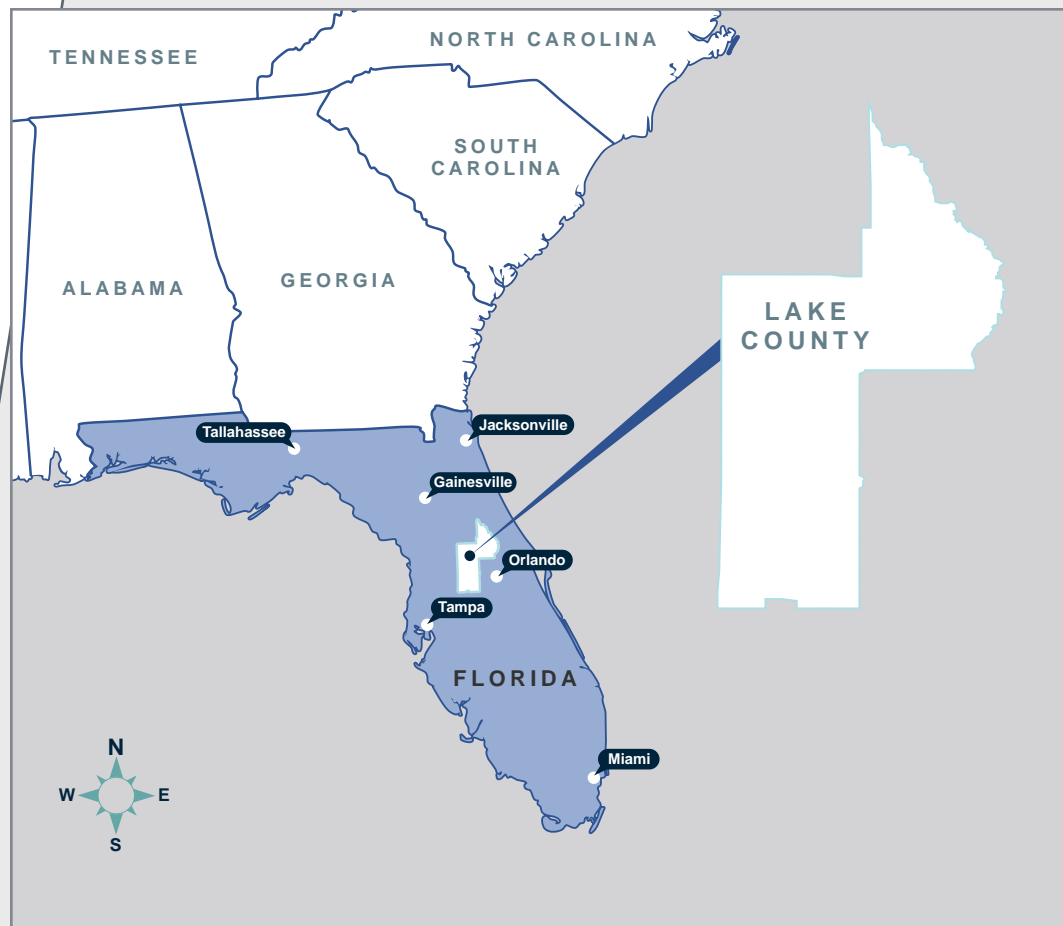 TENNESSEE
NORTH CAROLINA
SOUTH
CAROLINA
ALABAMA
GEORGIA
LAKE
COUNTY
Tallahassee
Jacksonville
Gainesville
Orlando
Tampa
FLORIDA
Miami
N
W
E
S